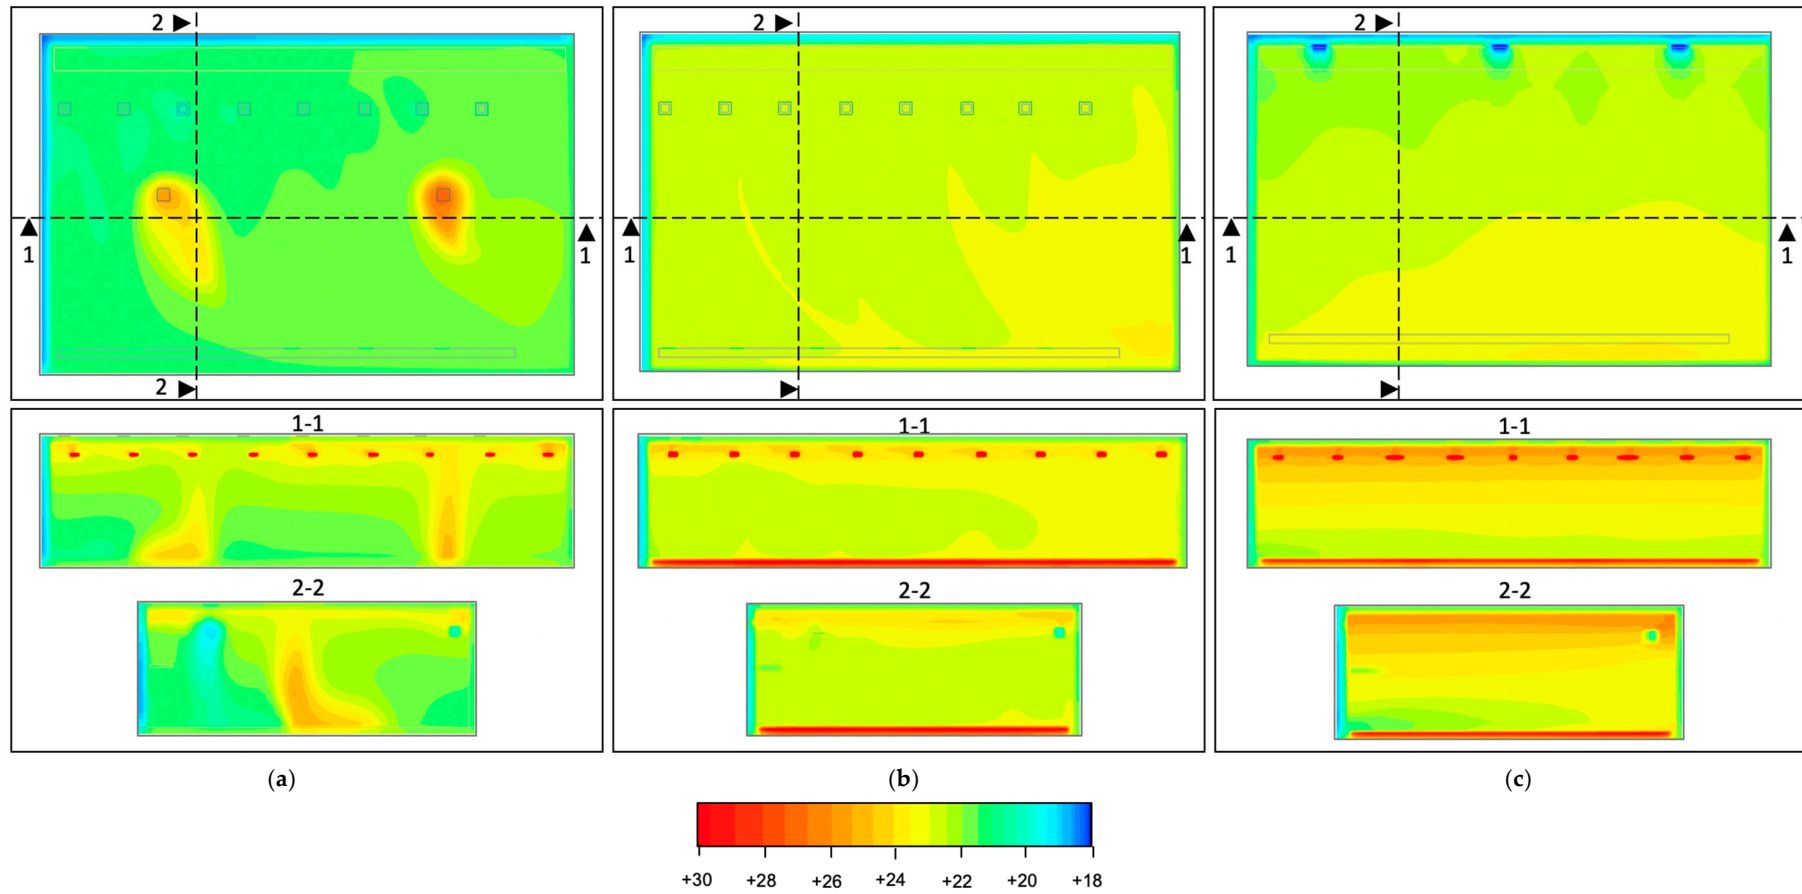 2 ▶ 2 ▶ 2 ▶
1 1 1 1 1 1
2 ▶
1-1 1-1 1-1
2-2 2-2 2-2
(a) (b) (c)
+30 +28 +26 +24 +22 +20 +18